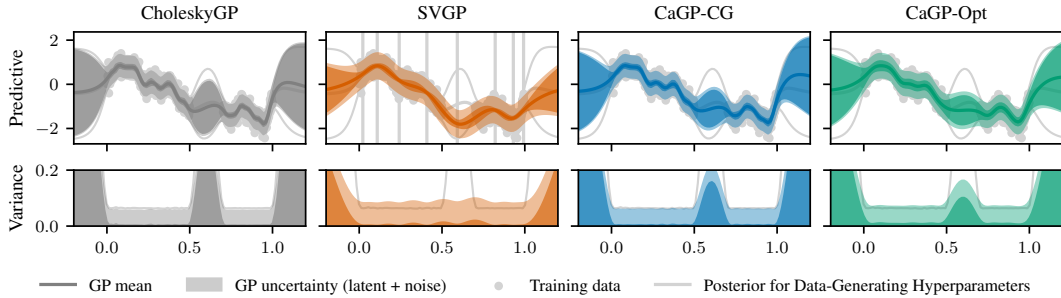 CholeskyGP SVGP CaGP-CG CaGP-Opt
Predictive
2
0
−2
Variance
0.2
0.0
0.0 0.5 1.0 0.0 0.5 1.0 0.0 0.5 1.0 0.0 0.5 1.0
GP mean GP uncertainty (latent + noise) Training data Posterior for Data-Generating Hyperparameters